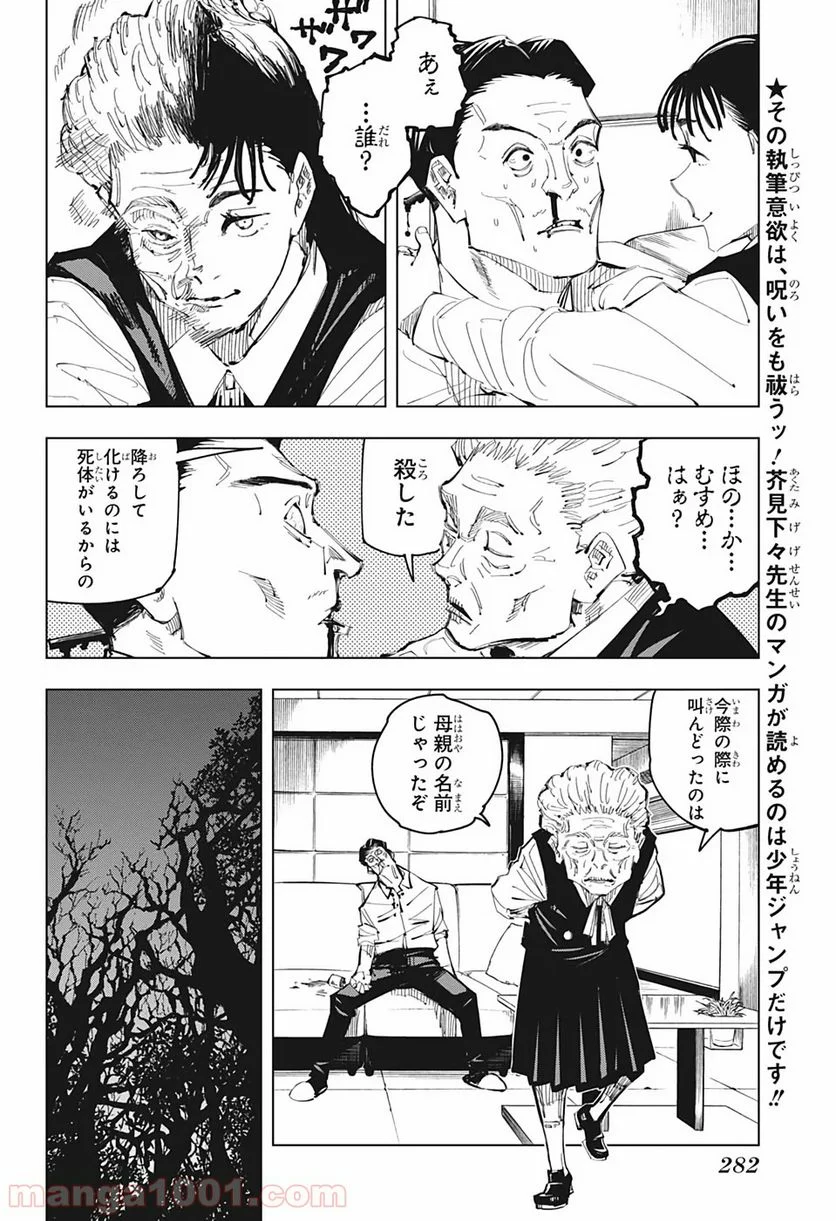 ★その執筆意欲は、呪いをも祓うッ！芥見下々先生のマンガが読めるのは少年ジャンプだけです!!
あぇ
…誰?
ザワ
ザワ
ほの…か…
むすめ…
はぁ?
殺した
降ろして
化けるのには
死体がいるからの
今際の際に
叫んどったのは
母親の名前
じゃったぞ
282
manga1001.com